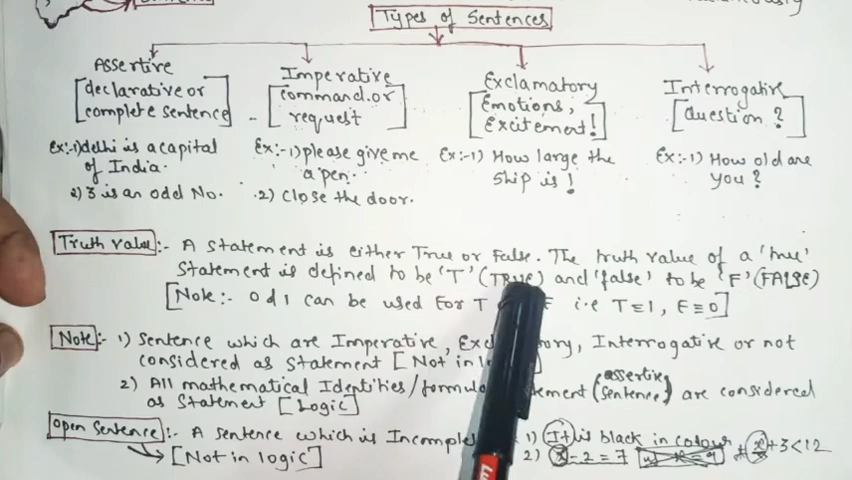 Types of Sentences
Assertive
[declarative or
complete sentence]
Ex:-1) delhi is a capital
of India.
2) 3 is an odd No.
Imperative
[command or
request]
Ex:-1) please give me
a pen.
2) Close the door.
Exclamatory
[Emotions,
Excitement!]
Ex:-1) How large the
ship is!
Interrogative
[Question?]
Ex:-1) How old are
you?
Truth value:- A Statement is either True or False. The truth value of a 'true'
Statement is defined to be 'T' (TRUE) and 'false' to be 'F' (FALSE)
[Note:- 0 d 1 can be used for T F i.e T≡1, F≡0]
Note:- 1) Sentence which are Imperative, Interrogative or not
considered as Statement [Not in
2) All mathematical Identities/ (assertive
Sentence) are considered
as Statement [Logic]
Open Sentence:- A sentence which is 1) It is black in colour
→ [Not in logic] 2) x-2=7 x+3<12